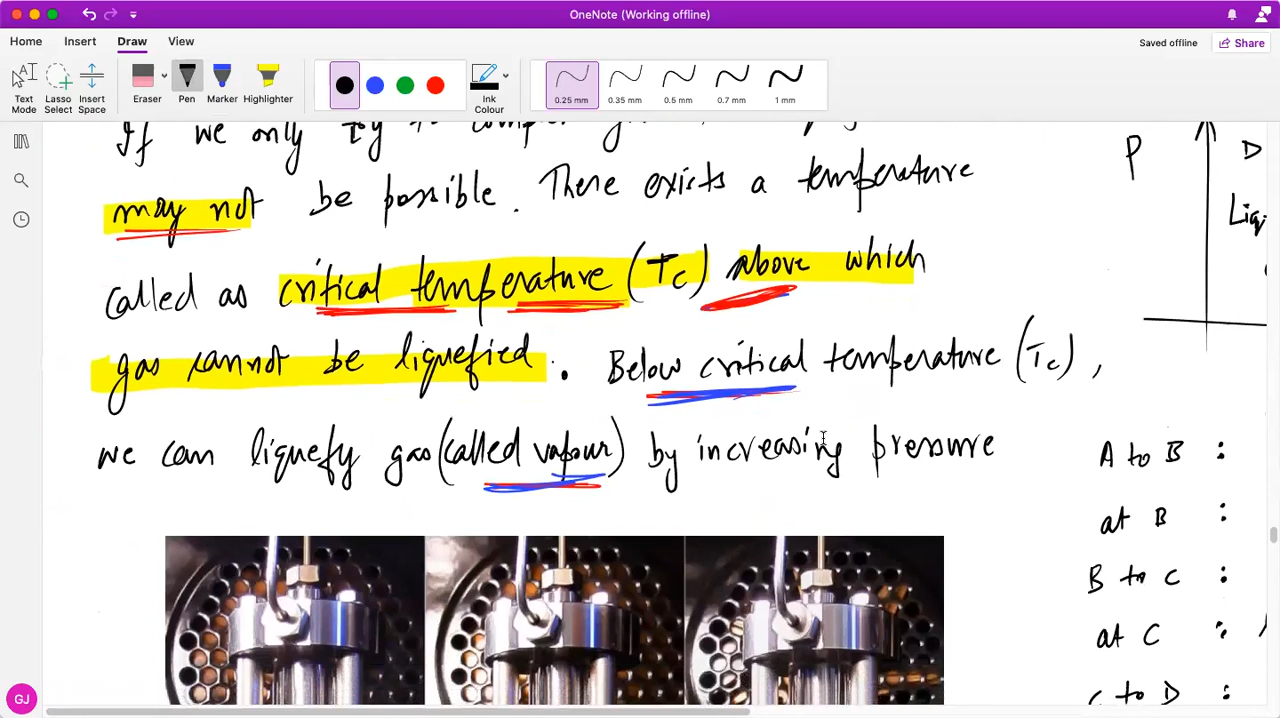 OneNote (Working offline)
Home Insert Draw View
Saved offline Share
Text Mode
Lasso Select
Insert Space
Eraser
Pen
Marker
Highlighter
Ink Colour
0.25 mm
0.35 mm
0.5 mm
0.7 mm
1 mm
If we only try to
may not be possible. There exists a temperature
called as critical temperature (Tc) above which
gas cannot be liquefied. Below critical temperature (Tc),
we can liquefy gas (called vapour) by increasing pressure
P
D
A to B :
at B :
B to C :
at C :
C to D :
GJ